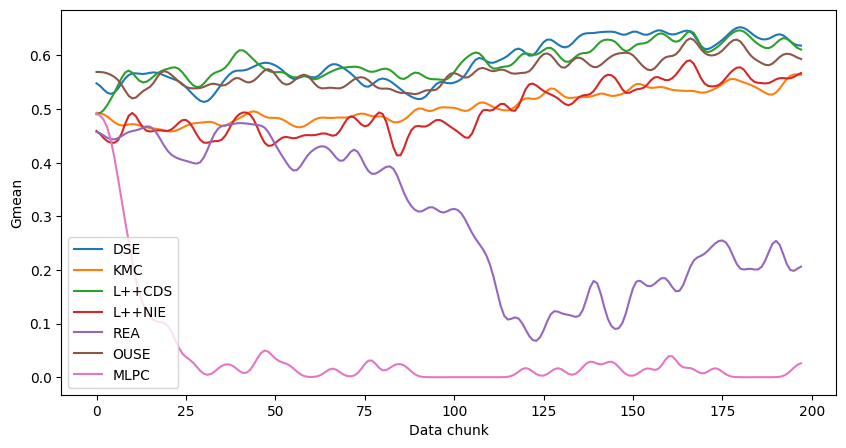 Gmean
0.6
0.5
0.4
0.3
0.2
0.1
0.0
DSE
KMC
L++CDS
L++NIE
REA
OUSE
MLPC
0 25 50 75 100 125 150 175 200
Data chunk